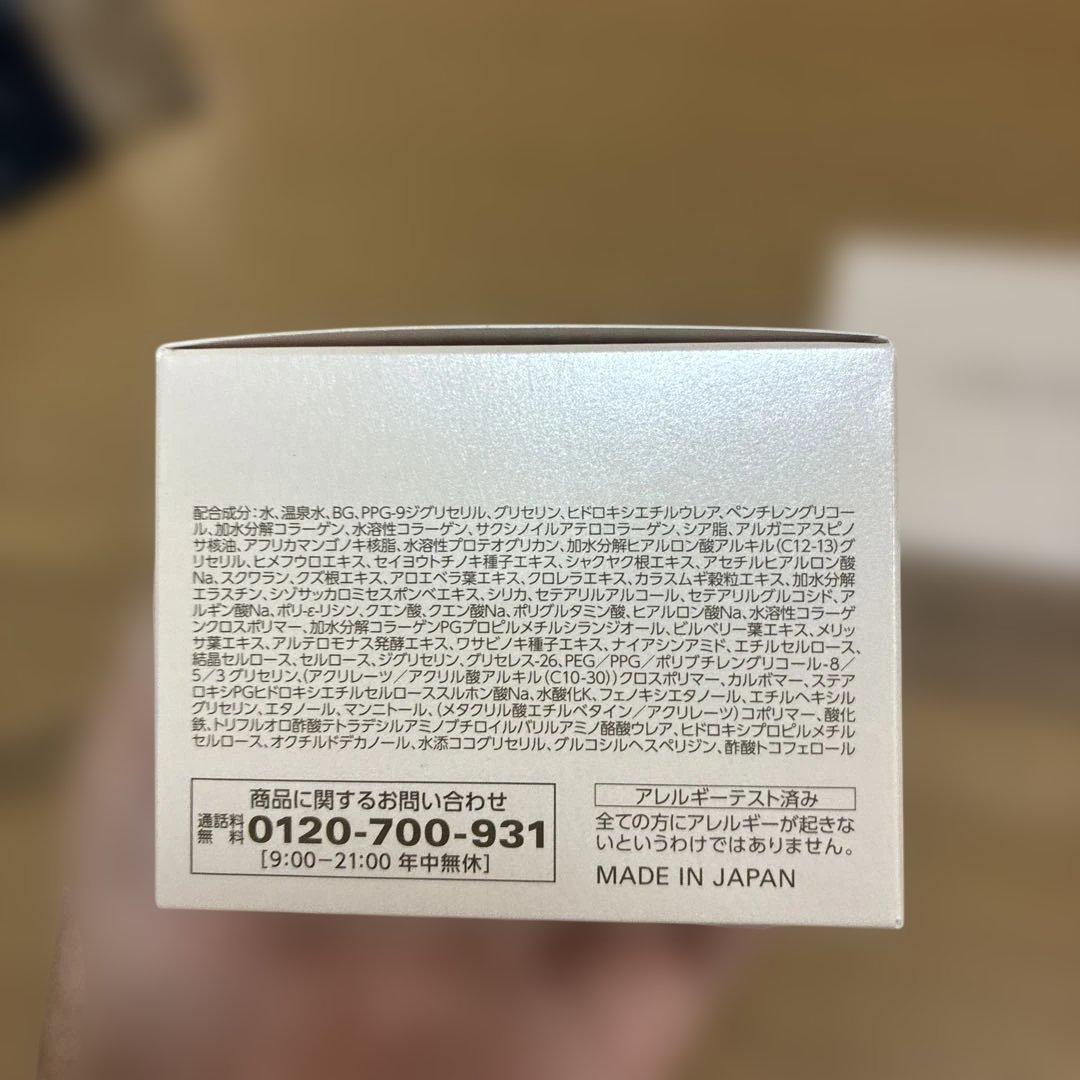 配合成分：水、温泉水、BG、PPG-9ジグリセリル、グリセリン、ヒドロキシエチルウレア、ペンチレングリコー
ル、加水分解コラーゲン、水溶性コラーゲン、サクシノイルアテロコラーゲン、シア脂、アルガニアスピノ
サ核油、アフリカマンゴノキ核脂、水溶性プロテオグリカン、加水分解ヒアルロン酸アルキル（C12-13）グ
リセリル、ヒメフウロエキス、セイヨウトチノキ種子エキス、シャクヤク根エキス、アセチルヒアルロン酸
Na、スクワラン、クズ根エキス、アロエベラ葉エキス、クロレラエキス、カラスムギ穀粒エキス、加水分解
エラスチン、シゾサッカロミセスポンベエキス、シリカ、セテアリルアルコール、セテアリルグルコシド、ア
ルギン酸Na、ポリ-ε-リシン、クエン酸、クエン酸Na、ポリグルタミン酸、ヒアルロン酸Na、水溶性コラーゲ
ンクロスポリマー、加水分解コラーゲンPGプロピルメチルシランジオール、ビルベリー葉エキス、メリッ
サ葉エキス、アルテロモナス発酵エキス、ワサビノキ種子エキス、ナイアシンアミド、エチルセルロース、
結晶セルロース、セルロース、ジグリセリン、グリセレス-26、PEG／PPG／ポリブチレングリコール-8／
5／3グリセリン、（アクリレーツ／アクリル酸アルキル（C10-30））クロスポリマー、カルボマー、ステア
ロキシPGヒドロキシエチルセルローススルホン酸Na、水酸化K、フェノキシエタノール、エチルヘキシル
グリセリン、エタノール、マンニトール、（メタクリル酸エチルベタイン／アクリレーツ）コポリマー、酸化
鉄、トリフルオロ酢酸テトラデシルアミノブチロイルバリルアミノ酪酸ウレア、ヒドロキシプロピルメチル
セルロース、オクチルドデカノール、水添ココグリセリル、グルコシルヘスペリジン、酢酸トコフェロール
商品に関するお問い合わせ
通話料無料 0120-700-931
［9:00−21:00 年中無休］
アレルギーテスト済み
全ての方にアレルギーが起きな
いというわけではありません。
MADE IN JAPAN